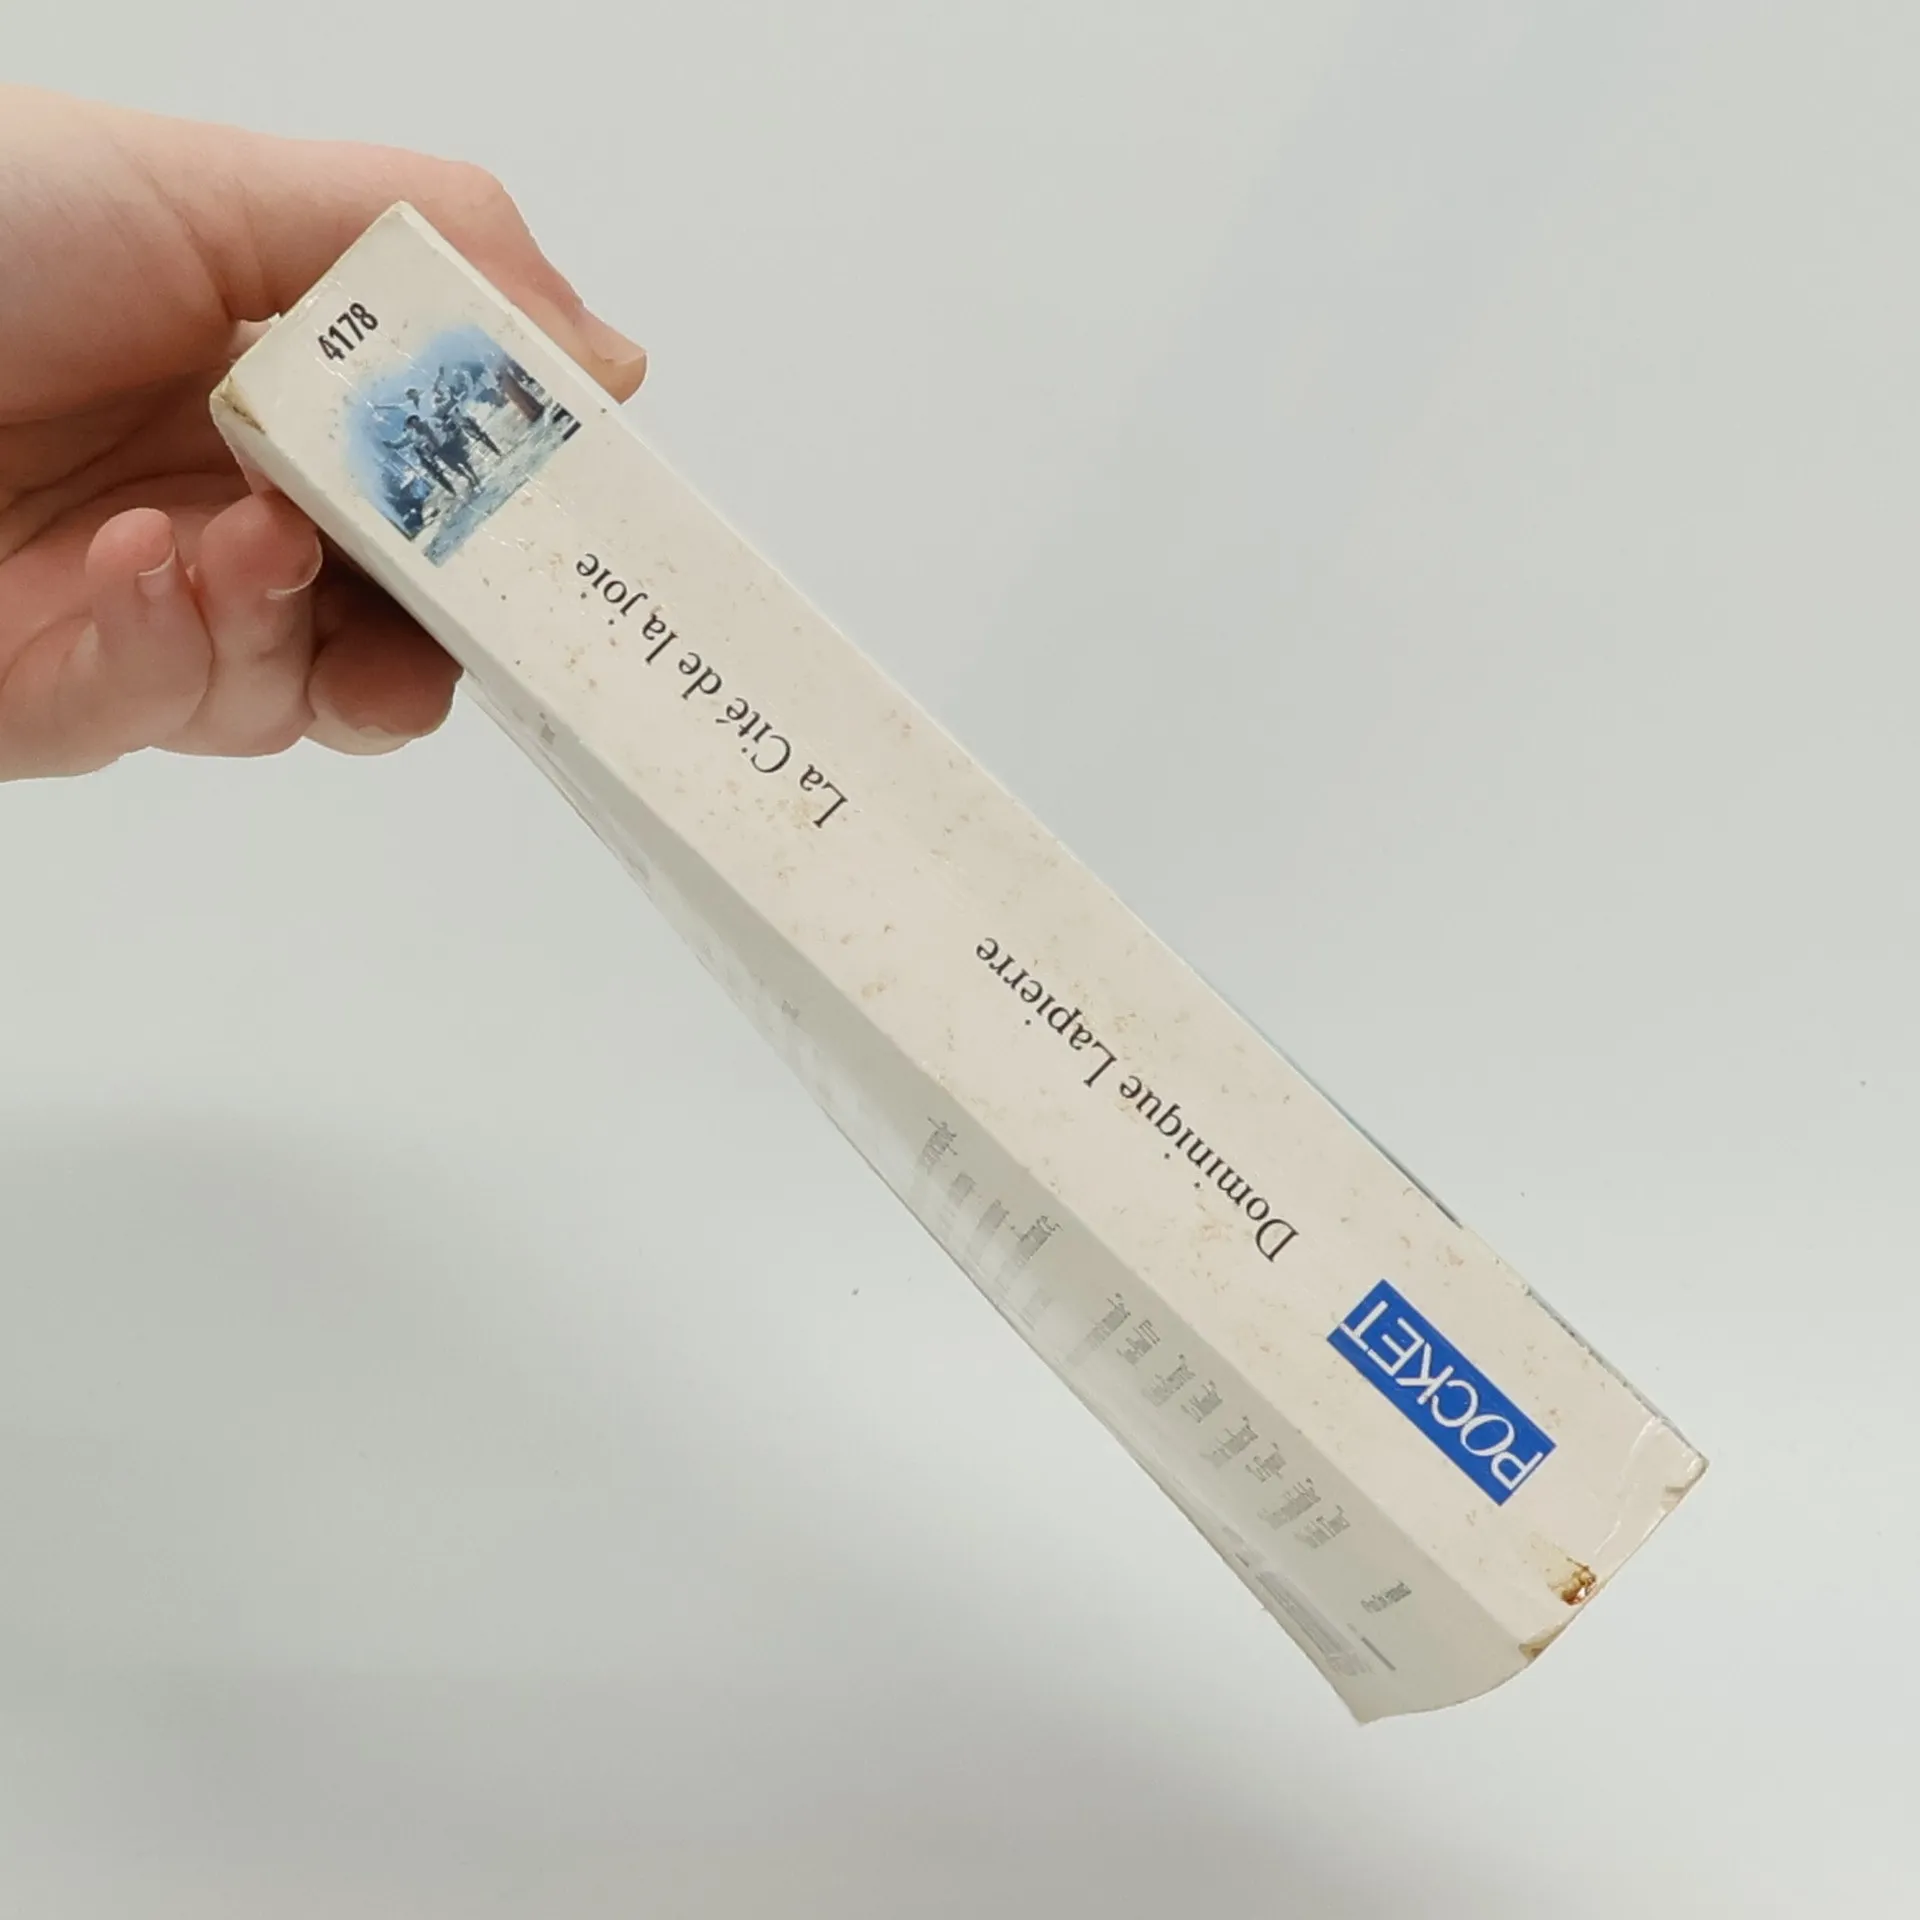 POCKET
Dominique Lapierre
La Cité de la joie
4178